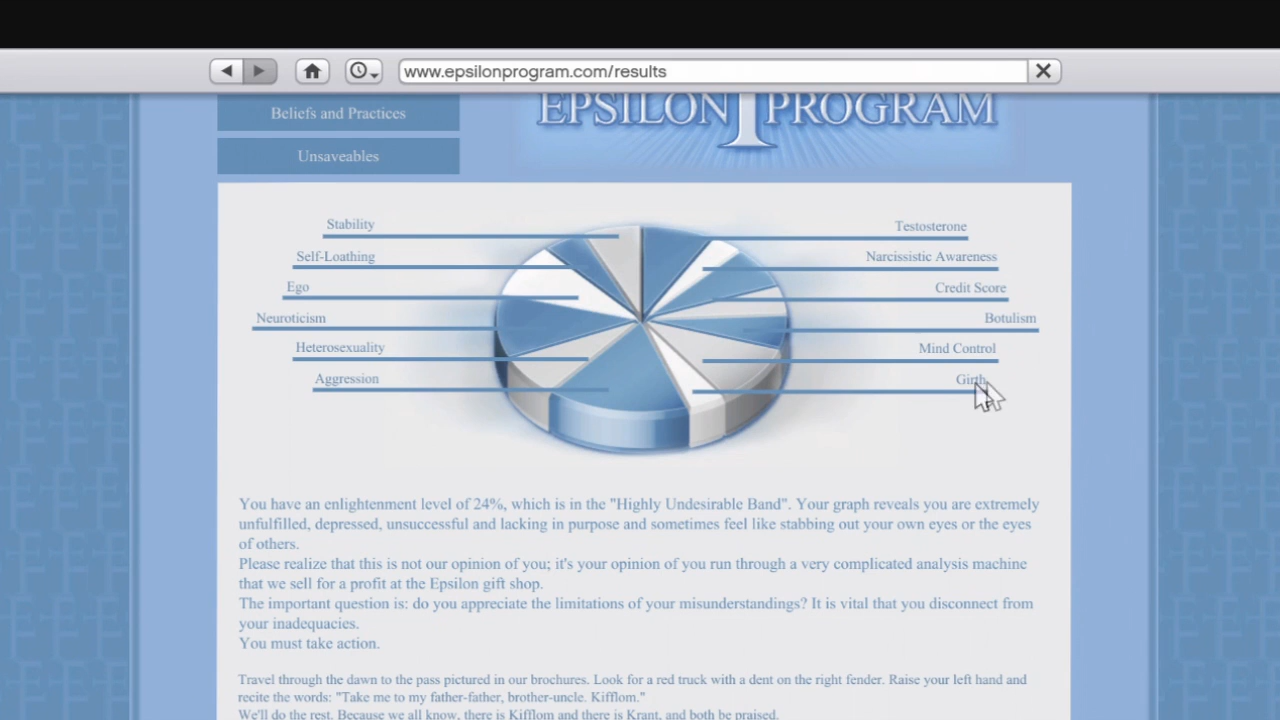 www.epsilonprogram.com/results
Beliefs and Practices
EPSILON PROGRAM
Unsaveables
Stability
Testosterone
Self-Loathing
Narcissistic Awareness
Ego
Credit Score
Neuroticism
Botulism
Heterosexuality
Mind Control
Aggression
Girth
You have an enlightenment level of 24%, which is in the "Highly Undesirable Band". Your graph reveals you are extremely
unfulfilled, depressed, unsuccessful and lacking in purpose and sometimes feel like stabbing out your own eyes or the eyes
of others.
Please realize that this is not our opinion of you; it's your opinion of you run through a very complicated analysis machine
that we sell for a profit at the Epsilon gift shop.
The important question is: do you appreciate the limitations of your misunderstandings? It is vital that you disconnect from
your inadequacies.
You must take action.
Travel through the dawn to the pass pictured in our brochures. Look for a red truck with a dent on the right fender. Raise your left hand and
recite the words: "Take me to my father-father, brother-uncle. Kifflom."
We'll do the rest. Because we all know, there is Kifflom and there is Krant, and both be praised.